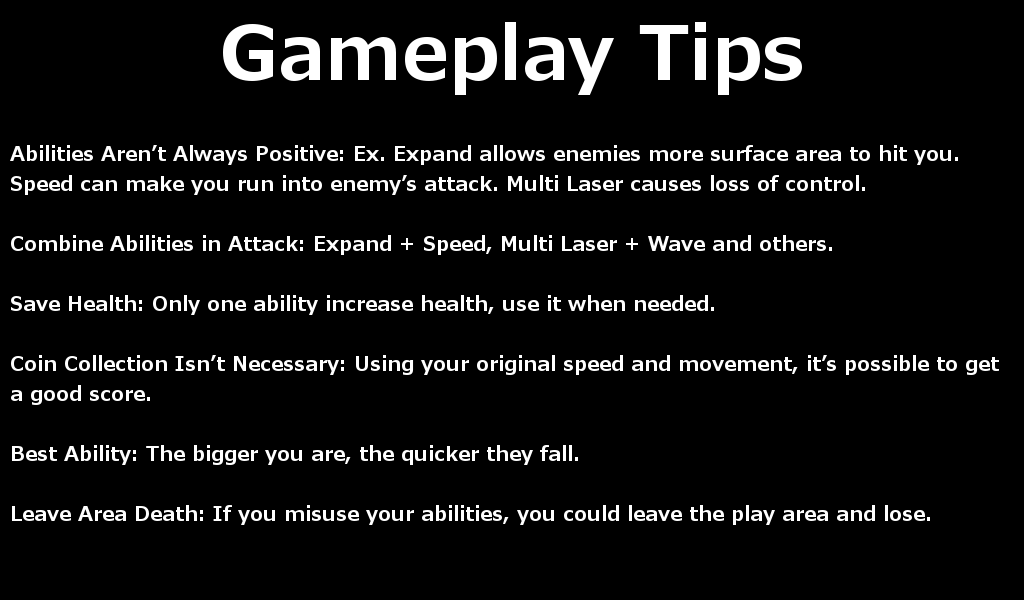 Gameplay Tips
Abilities Aren’t Always Positive: Ex. Expand allows enemies more surface area to hit you.
Speed can make you run into enemy’s attack. Multi Laser causes loss of control.
Combine Abilities in Attack: Expand + Speed, Multi Laser + Wave and others.
Save Health: Only one ability increase health, use it when needed.
Coin Collection Isn’t Necessary: Using your original speed and movement, it’s possible to get
a good score.
Best Ability: The bigger you are, the quicker they fall.
Leave Area Death: If you misuse your abilities, you could leave the play area and lose.